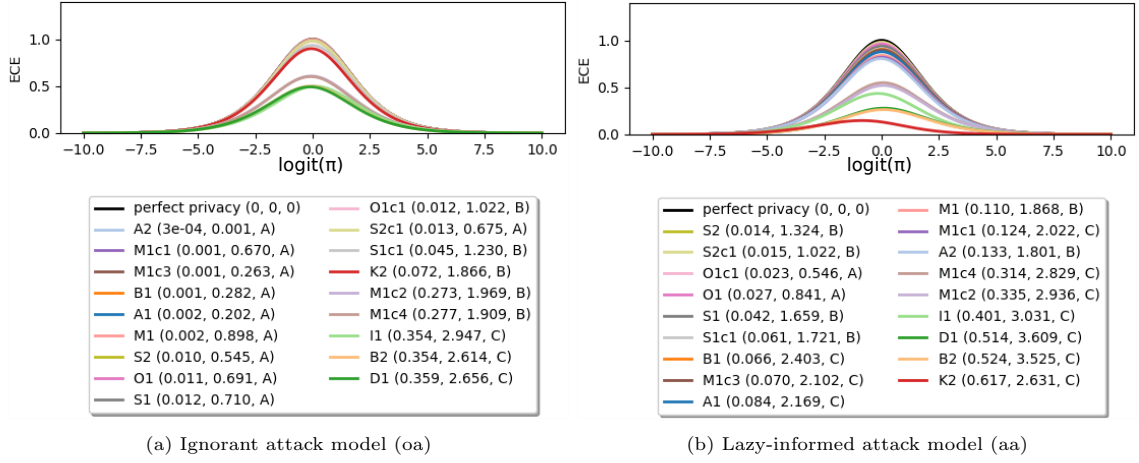 ECE
1.0
0.5
0.0
−10.0 −7.5 −5.0 −2.5 0.0 2.5 5.0 7.5 10.0
logit(π)
perfect privacy (0, 0, 0)
A2 (3e-04, 0.001, A)
M1c1 (0.001, 0.670, A)
M1c3 (0.001, 0.263, A)
B1 (0.001, 0.282, A)
A1 (0.002, 0.202, A)
M1 (0.002, 0.898, A)
S2 (0.010, 0.545, A)
O1 (0.011, 0.691, A)
S1 (0.012, 0.710, A)
O1c1 (0.012, 1.022, B)
S2c1 (0.013, 0.675, A)
S1c1 (0.045, 1.230, B)
K2 (0.072, 1.866, B)
M1c2 (0.273, 1.969, B)
M1c4 (0.277, 1.909, B)
I1 (0.354, 2.947, C)
B2 (0.354, 2.614, C)
D1 (0.359, 2.656, C)
(a) Ignorant attack model (oa)
ECE
1.0
0.5
0.0
−10.0 −7.5 −5.0 −2.5 0.0 2.5 5.0 7.5 10.0
logit(π)
perfect privacy (0, 0, 0)
S2 (0.014, 1.324, B)
S2c1 (0.015, 1.022, B)
O1c1 (0.023, 0.546, A)
O1 (0.027, 0.841, A)
S1 (0.042, 1.659, B)
S1c1 (0.061, 1.721, B)
B1 (0.066, 2.403, C)
M1c3 (0.070, 2.102, C)
A1 (0.084, 2.169, C)
M1 (0.110, 1.868, B)
M1c1 (0.124, 2.022, C)
A2 (0.133, 1.801, B)
M1c4 (0.314, 2.829, C)
M1c2 (0.335, 2.936, C)
I1 (0.401, 3.031, C)
D1 (0.514, 3.609, C)
B2 (0.524, 3.525, C)
K2 (0.617, 2.631, C)
(b) Lazy-informed attack model (aa)